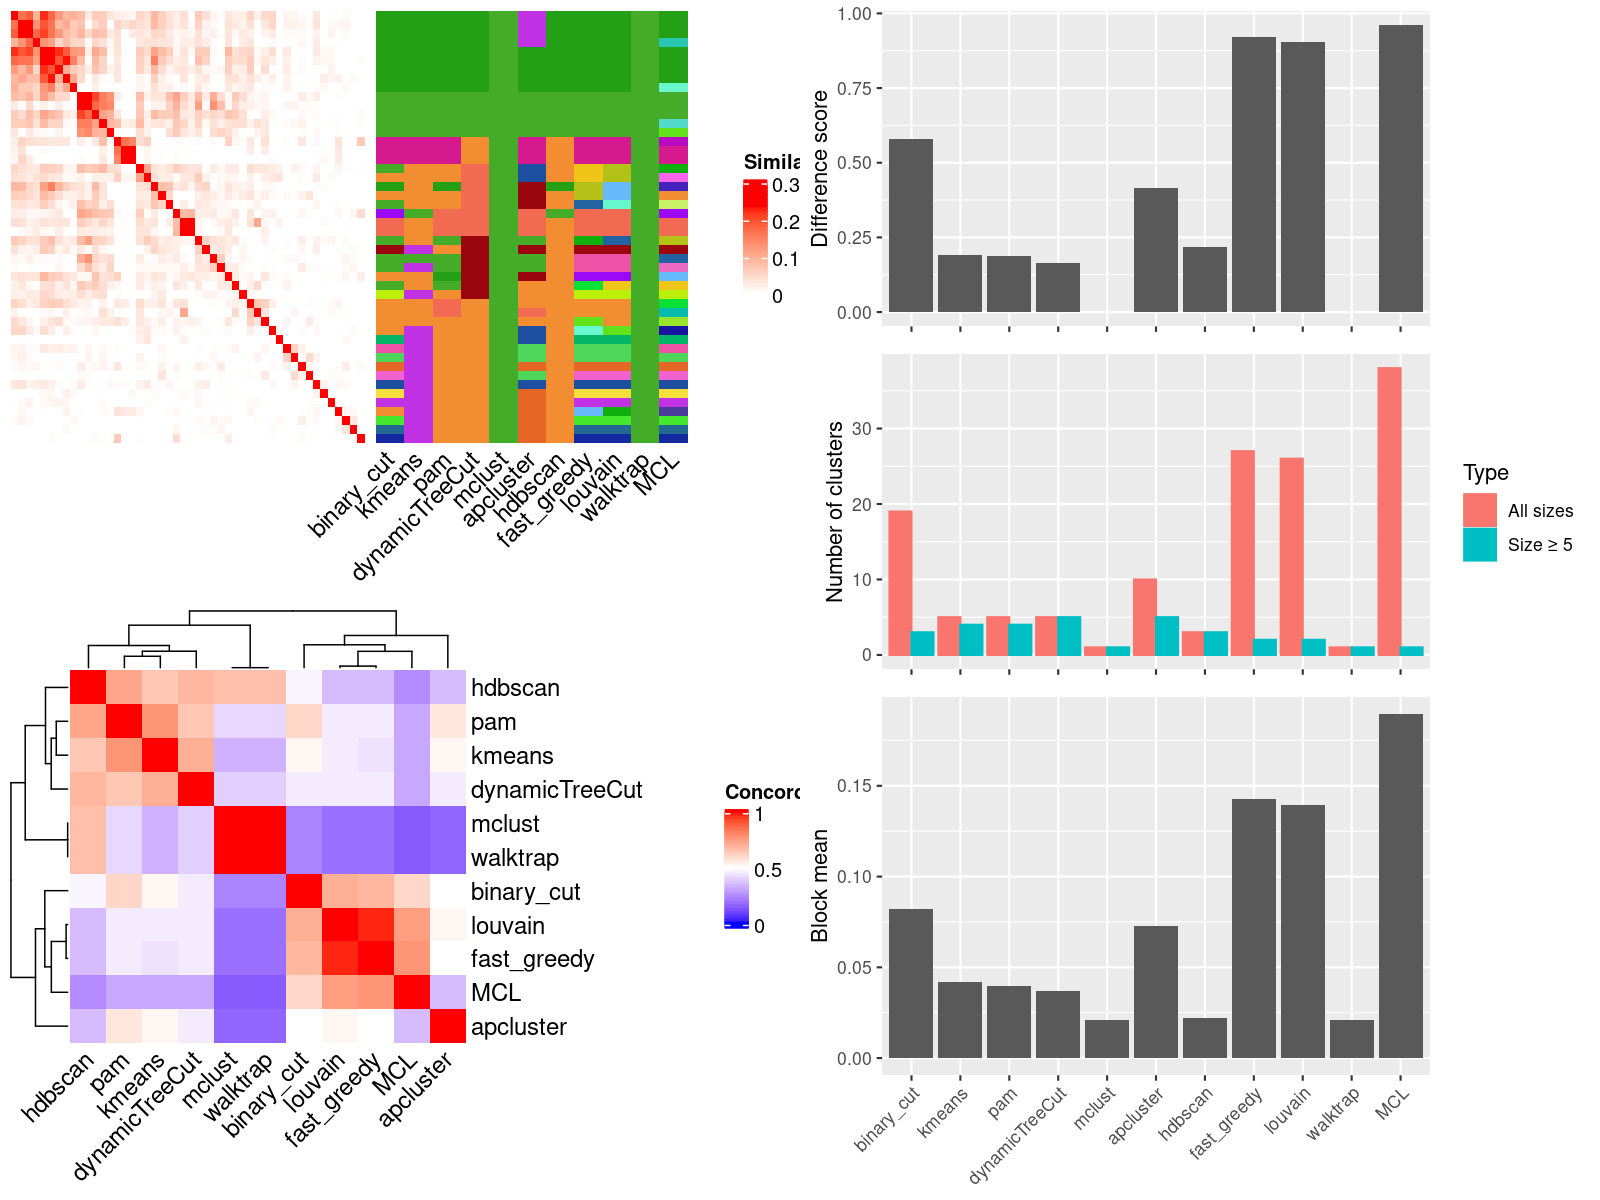 Simila
0.3
0.2
0.1
0
binary_cut
kmeans
pam
dynamicTreeCut
mclust
apcluster
hdbscan
fast_greedy
louvain
walktrap
MCL
hdbscan
pam
kmeans
dynamicTreeCut
mclust
walktrap
binary_cut
louvain
fast_greedy
MCL
apcluster
hdbscan
pam
kmeans
dynamicTreeCut
mclust
walktrap
binary_cut
louvain
fast_greedy
MCL
apcluster
Concord
1
0.5
0
Difference score
1.00
0.75
0.50
0.25
0.00
Number of clusters
30
20
10
0
Type
All sizes
Size ≥ 5
Block mean
0.15
0.10
0.05
0.00
binary_cut
kmeans
pam
dynamicTreeCut
mclust
apcluster
hdbscan
fast_greedy
louvain
walktrap
MCL